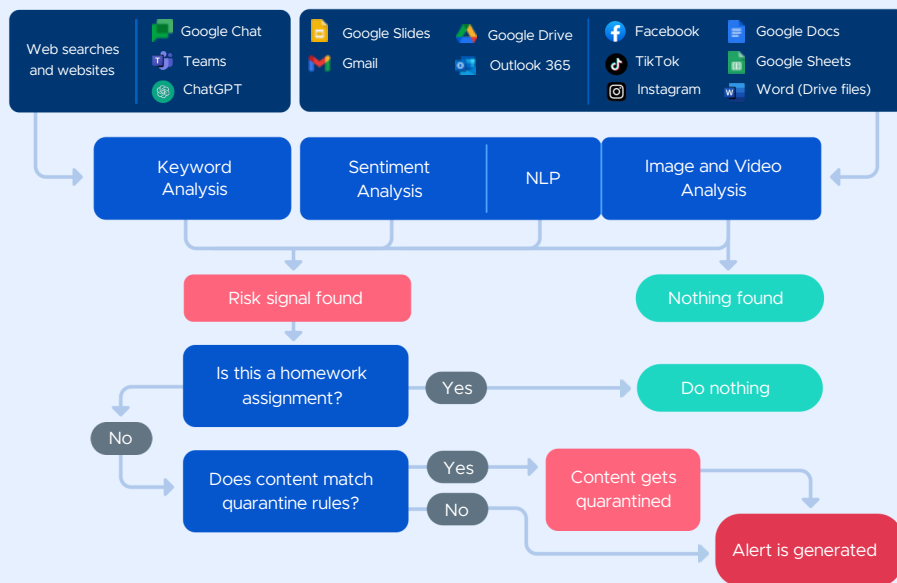 Web searches
and websites
Google Chat
Teams
ChatGPT
Google Slides
Gmail
Google Drive
Outlook 365
Facebook
TikTok
Instagram
Google Docs
Google Sheets
Word (Drive files)
Keyword
Analysis
Sentiment
Analysis
NLP
Image and Video
Analysis
Risk signal found
Nothing found
Is this a homework
assignment?
Yes
Do nothing
No
Does content match
quarantine rules?
Yes
No
Content gets
quarantined
Alert is generated